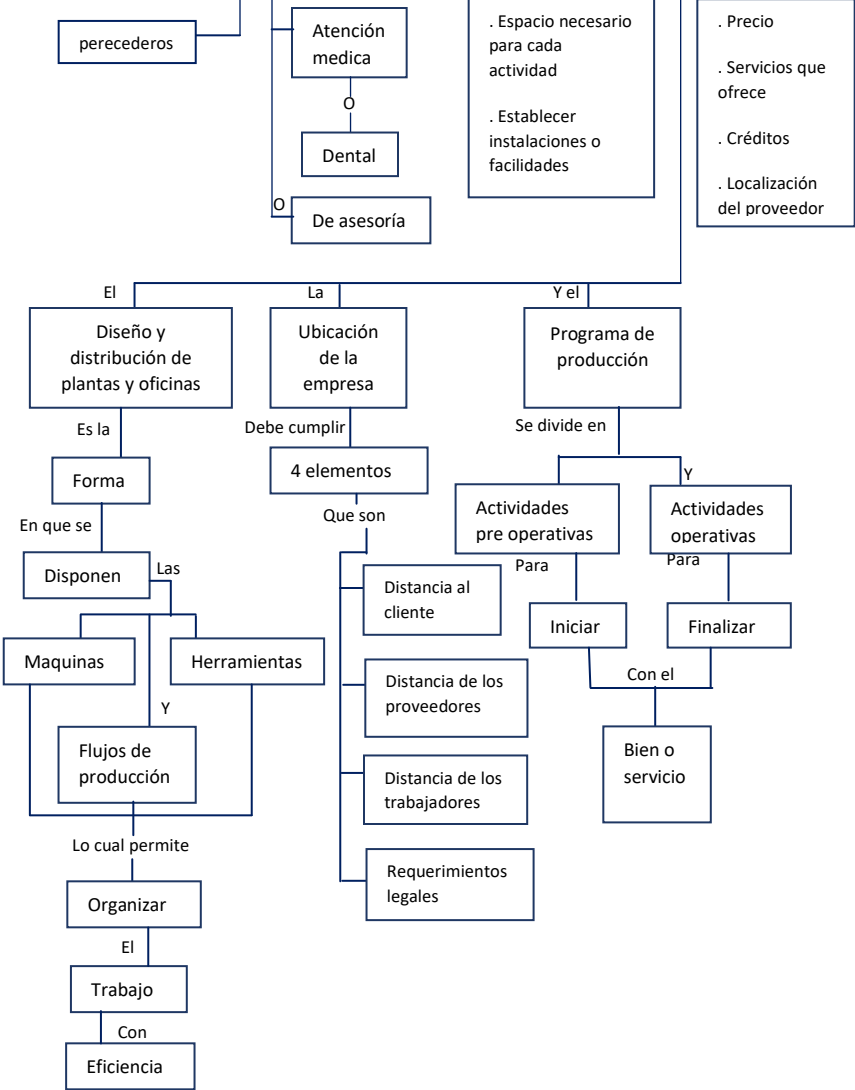 perecederos
Atención
medica
O
Dental
O
De asesoría
. Espacio necesario
para cada
actividad
. Establecer
instalaciones o
facilidades
. Precio
. Servicios que
ofrece
. Créditos
. Localización
del proveedor
El
La
Y el
Diseño y
distribución de
plantas y oficinas
Es la
Forma
En que se
Disponen
Las
Maquinas
Herramientas
Y
Flujos de
producción
Lo cual permite
Organizar
El
Trabajo
Con
Eficiencia
Ubicación
de la
empresa
Debe cumplir
4 elementos
Que son
Distancia al
cliente
Distancia de los
proveedores
Distancia de los
trabajadores
Requerimientos
legales
Programa de
producción
Se divide en
Y
Actividades
pre operativas
Actividades
operativas
Para
Para
Iniciar
Finalizar
Con el
Bien o
servicio